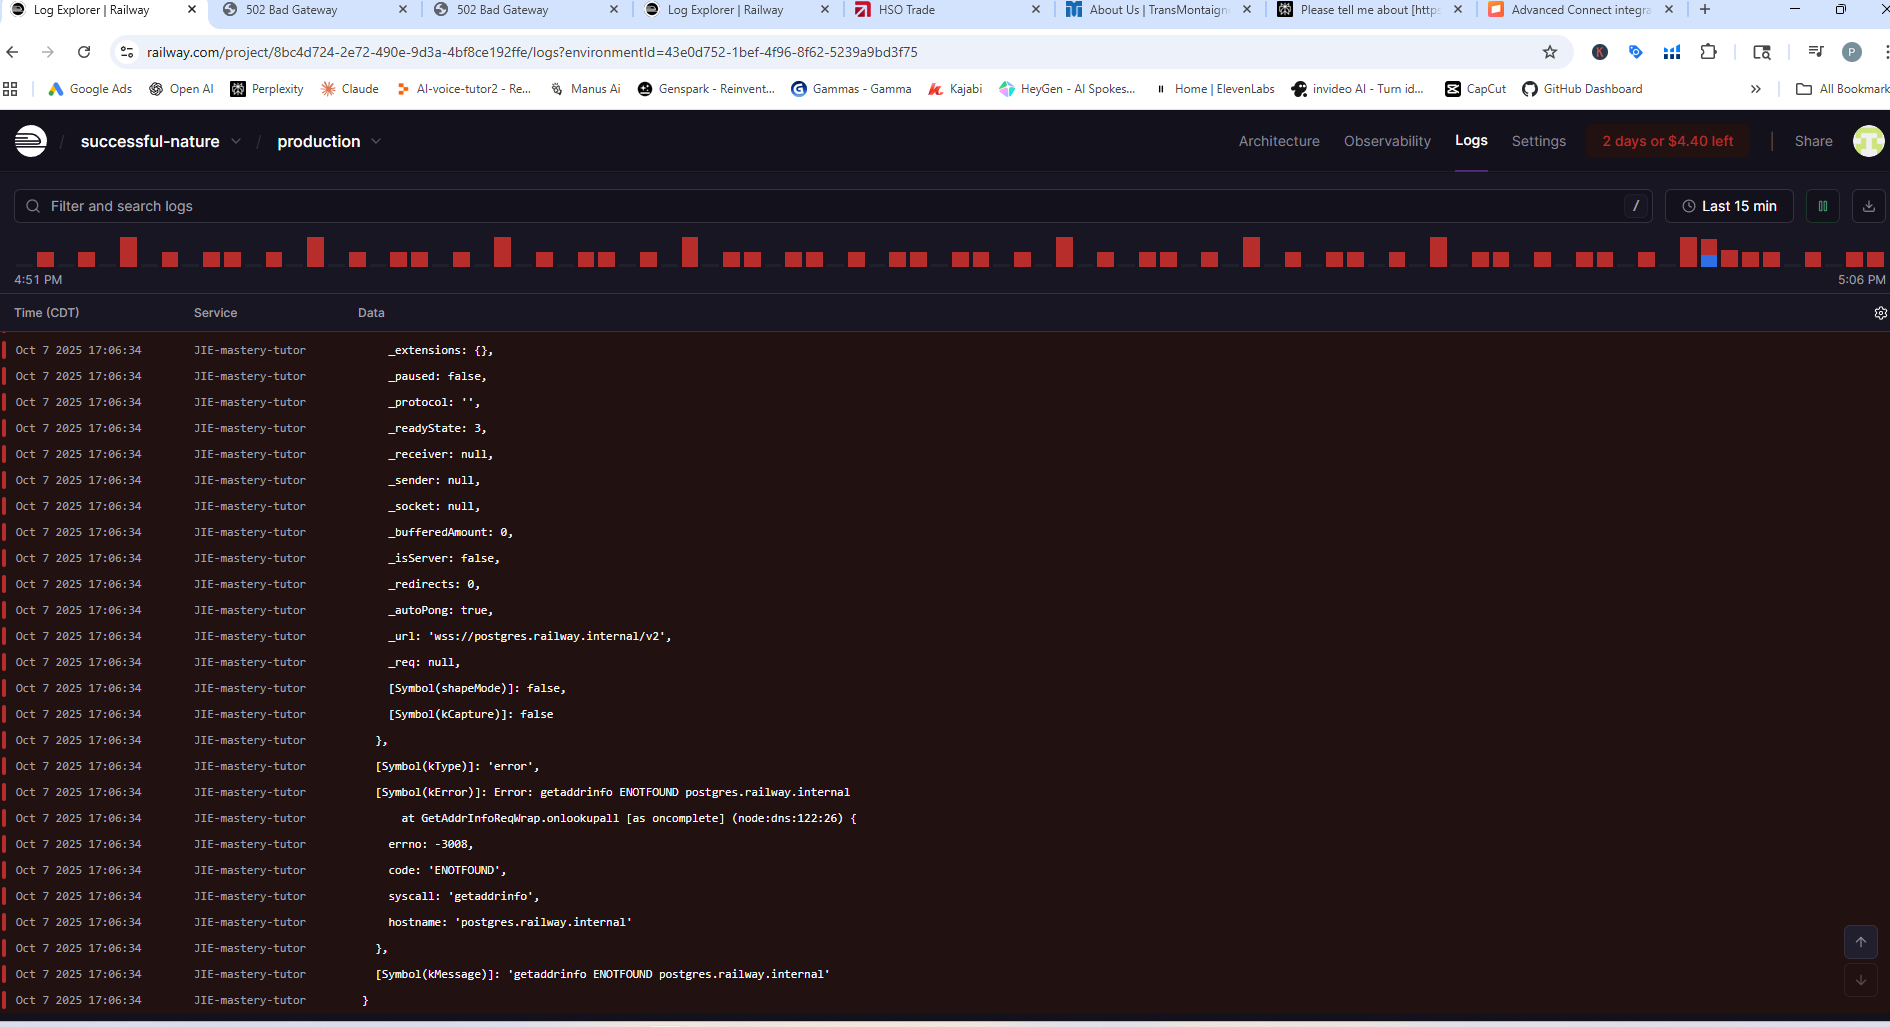 Log Explorer | Railway
502 Bad Gateway
502 Bad Gateway
Log Explorer | Railway
HSO Trade
About Us | TransMontaign
Please tell me about [https
Advanced Connect integra
railway.com/project/8bc4d724-2e72-490e-9d3a-4bf8ce192ffe/logs?environmentId=43e0d752-1bef-4f96-8f62-5239a9bd3f75
K
P
Google Ads
Open AI
Perplexity
Claude
AI-voice-tutor2 - Re...
Manus Ai
Genspark - Reinvent...
Gammas - Gamma
Kajabi
HeyGen - AI Spokes...
Home | ElevenLabs
invideo AI - Turn id...
CapCut
GitHub Dashboard
»
All Bookmark
/ successful-nature / production
Architecture
Observability
Logs
Settings
2 days or $4.40 left
Share
Filter and search logs
/
Last 15 min
4:51 PM
5:06 PM
Time (CDT) Service Data
Oct 7 2025 17:06:34 JIE-mastery-tutor _extensions: {},
Oct 7 2025 17:06:34 JIE-mastery-tutor _paused: false,
Oct 7 2025 17:06:34 JIE-mastery-tutor _protocol: '',
Oct 7 2025 17:06:34 JIE-mastery-tutor _readyState: 3,
Oct 7 2025 17:06:34 JIE-mastery-tutor _receiver: null,
Oct 7 2025 17:06:34 JIE-mastery-tutor _sender: null,
Oct 7 2025 17:06:34 JIE-mastery-tutor _socket: null,
Oct 7 2025 17:06:34 JIE-mastery-tutor _bufferedAmount: 0,
Oct 7 2025 17:06:34 JIE-mastery-tutor _isServer: false,
Oct 7 2025 17:06:34 JIE-mastery-tutor _redirects: 0,
Oct 7 2025 17:06:34 JIE-mastery-tutor _autoPong: true,
Oct 7 2025 17:06:34 JIE-mastery-tutor _url: 'wss://postgres.railway.internal/v2',
Oct 7 2025 17:06:34 JIE-mastery-tutor _req: null,
Oct 7 2025 17:06:34 JIE-mastery-tutor [Symbol(shapeMode)]: false,
Oct 7 2025 17:06:34 JIE-mastery-tutor [Symbol(kCapture)]: false
Oct 7 2025 17:06:34 JIE-mastery-tutor },
Oct 7 2025 17:06:34 JIE-mastery-tutor [Symbol(kType)]: 'error',
Oct 7 2025 17:06:34 JIE-mastery-tutor [Symbol(kError)]: Error: getaddrinfo ENOTFOUND postgres.railway.internal
Oct 7 2025 17:06:34 JIE-mastery-tutor at GetAddrInfoReqWrap.onlookupall [as oncomplete] (node:dns:122:26) {
Oct 7 2025 17:06:34 JIE-mastery-tutor errno: -3008,
Oct 7 2025 17:06:34 JIE-mastery-tutor code: 'ENOTFOUND',
Oct 7 2025 17:06:34 JIE-mastery-tutor syscall: 'getaddrinfo',
Oct 7 2025 17:06:34 JIE-mastery-tutor hostname: 'postgres.railway.internal'
Oct 7 2025 17:06:34 JIE-mastery-tutor },
Oct 7 2025 17:06:34 JIE-mastery-tutor [Symbol(kMessage)]: 'getaddrinfo ENOTFOUND postgres.railway.internal'
Oct 7 2025 17:06:34 JIE-mastery-tutor }